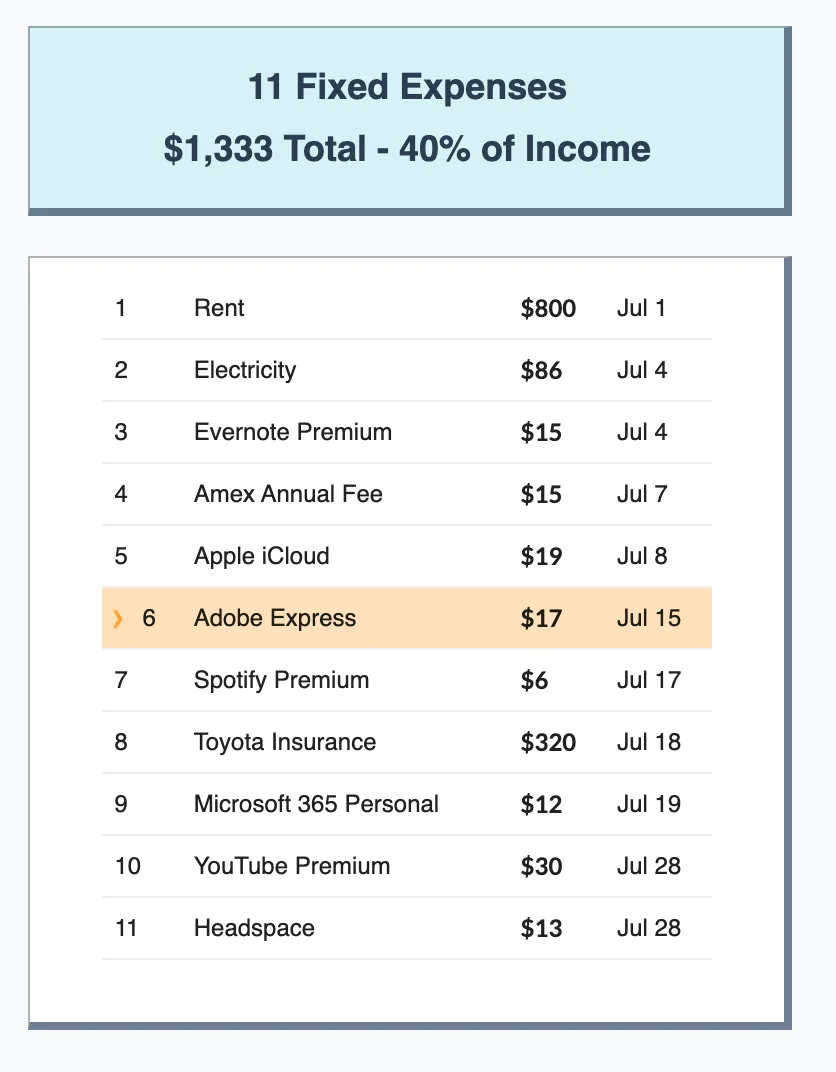 11 Fixed Expenses
$1,333 Total - 40% of Income
1 Rent $800 Jul 1
2 Electricity $86 Jul 4
3 Evernote Premium $15 Jul 4
4 Amex Annual Fee $15 Jul 7
5 Apple iCloud $19 Jul 8
❯ 6 Adobe Express $17 Jul 15
7 Spotify Premium $6 Jul 17
8 Toyota Insurance $320 Jul 18
9 Microsoft 365 Personal $12 Jul 19
10 YouTube Premium $30 Jul 28
11 Headspace $13 Jul 28